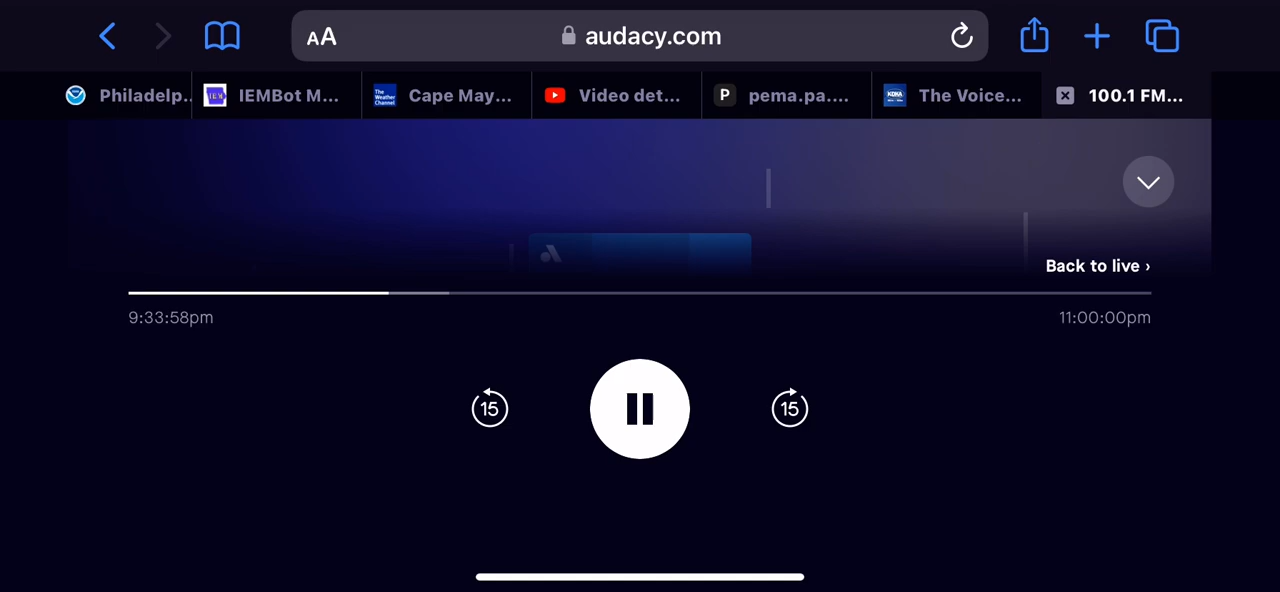 AA audacy.com
Philadelp.. IEMBot M... Cape May... Video det... pema.pa.... The Voice... 100.1 FM...
Back to live ›
9:33:58pm 11:00:00pm
15 15